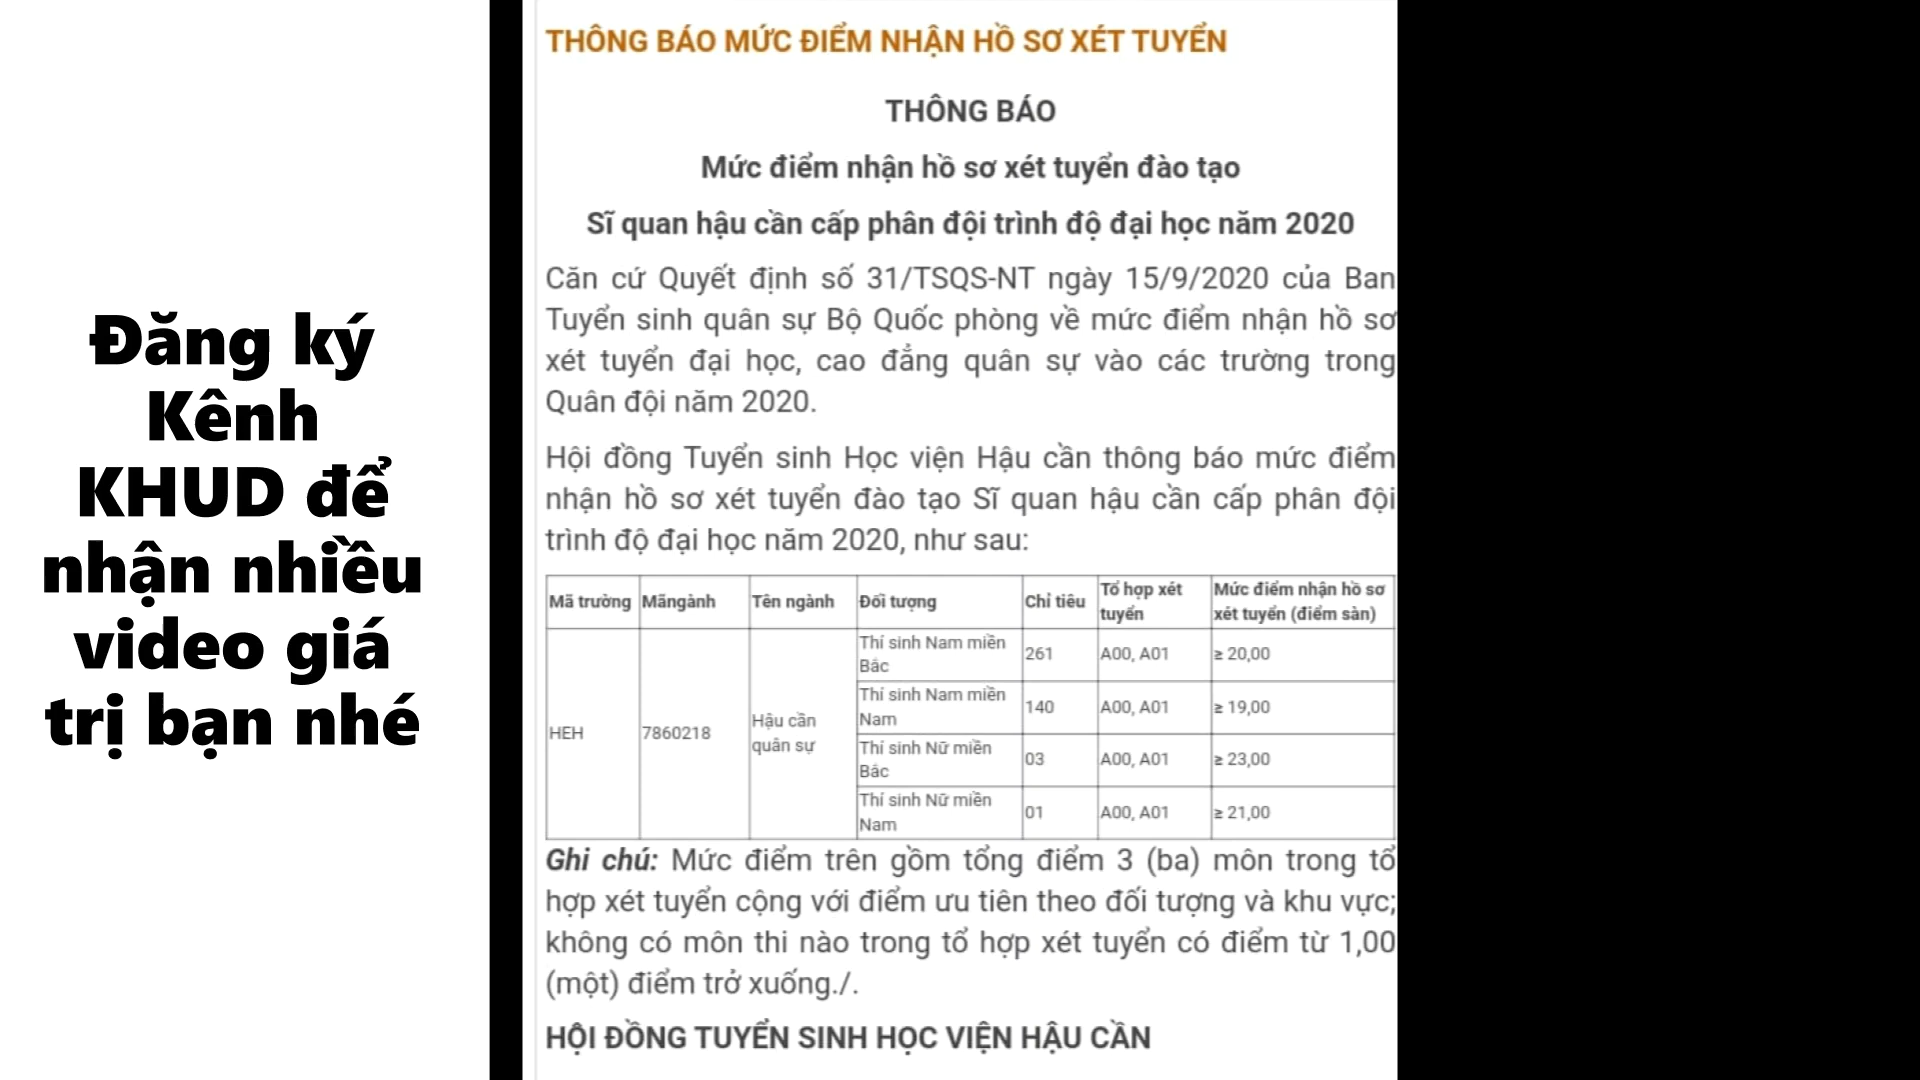 Đăng ký
Kênh
KHUD để
nhận nhiều
video giá
trị bạn nhé
THÔNG BÁO MỨC ĐIỂM NHẬN HỒ SƠ XÉT TUYỂN
THÔNG BÁO
Mức điểm nhận hồ sơ xét tuyển đào tạo
Sĩ quan hậu cần cấp phân đội trình độ đại học năm 2020
Căn cứ Quyết định số 31/TSQS-NT ngày 15/9/2020 của Ban
Tuyển sinh quân sự Bộ Quốc phòng về mức điểm nhận hồ sơ
xét tuyển đại học, cao đẳng quân sự vào các trường trong
Quân đội năm 2020.
Hội đồng Tuyển sinh Học viện Hậu cần thông báo mức điểm
nhận hồ sơ xét tuyển đào tạo Sĩ quan hậu cần cấp phân đội
trình độ đại học năm 2020, như sau:
Mã trường Mãngành Tên ngành Đối tượng Chỉ tiêu Tổ hợp xét tuyển Mức điểm nhận hồ sơ xét tuyển (điểm sàn)
HEH 7860218 Hậu cần quân sự
Thí sinh Nam miền Bắc 261 A00, A01 ≥ 20,00
Thí sinh Nam miền Nam 140 A00, A01 ≥ 19,00
Thí sinh Nữ miền Bắc 03 A00, A01 ≥ 23,00
Thí sinh Nữ miền Nam 01 A00, A01 ≥ 21,00
Ghi chú: Mức điểm trên gồm tổng điểm 3 (ba) môn trong tổ
hợp xét tuyển cộng với điểm ưu tiên theo đối tượng và khu vực;
không có môn thi nào trong tổ hợp xét tuyển có điểm từ 1,00
(một) điểm trở xuống./.
HỘI ĐỒNG TUYỂN SINH HỌC VIỆN HẬU CẦN